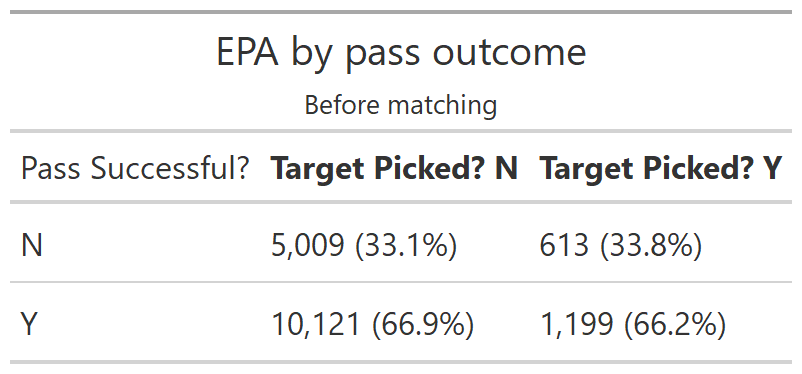 EPA by pass outcome
Before matching
Pass Successful? Target Picked? N Target Picked? Y
N 5,009 (33.1%) 613 (33.8%)
Y 10,121 (66.9%) 1,199 (66.2%)